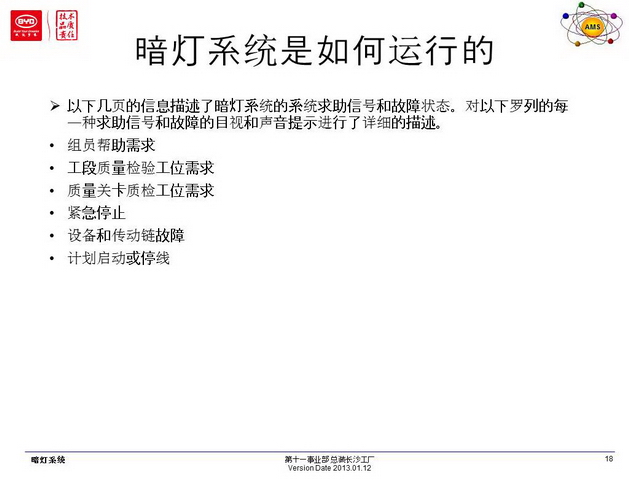 BYD
技术 品质 责任
AMS
暗灯系统是如何运行的
➢ 以下几页的信息描述了暗灯系统的系统求助信号和故障状态。对以下罗列的每
一种求助信号和故障的目视和声音提示进行了详细的描述。
• 组员帮助需求
• 工段质量检验工位需求
• 质量关卡质检工位需求
• 紧急停止
• 设备和传动链故障
• 计划启动或停线
暗灯系统
第十一事业部总装长沙工厂
Version Date 2013.01.12
18